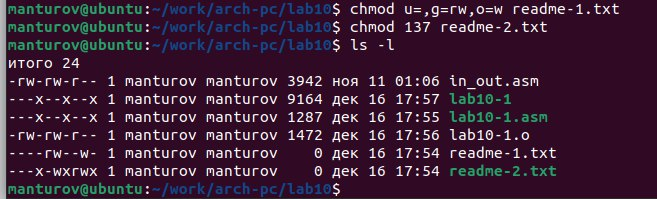 manturov@ubuntu:~/work/arch-pc/lab10$ chmod u=,g=rw,o=w readme-1.txt
manturov@ubuntu:~/work/arch-pc/lab10$ chmod 137 readme-2.txt
manturov@ubuntu:~/work/arch-pc/lab10$ ls -l
итого 24
-rw-rw-r-- 1 manturov manturov 3942 ноя 11 01:06 in_out.asm
---x--x--x 1 manturov manturov 9164 дек 16 17:57 lab10-1
---x--x--x 1 manturov manturov 1287 дек 16 17:55 lab10-1.asm
-rw-rw-r-- 1 manturov manturov 1472 дек 16 17:56 lab10-1.o
----rw--w- 1 manturov manturov    0 дек 16 17:54 readme-1.txt
---x-wxrwx 1 manturov manturov    0 дек 16 17:54 readme-2.txt
manturov@ubuntu:~/work/arch-pc/lab10$